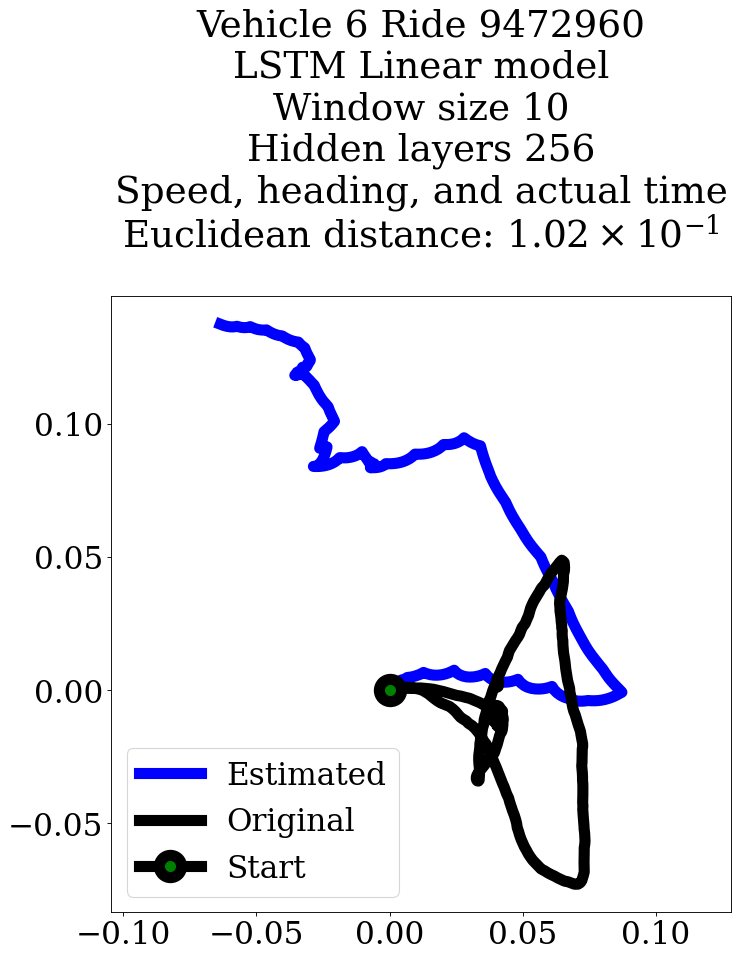 Vehicle 6 Ride 9472960
LSTM Linear model
Window size 10
Hidden layers 256
Speed, heading, and actual time
Euclidean distance: 1.02 × 10⁻¹
0.10
0.05
0.00
−0.05
Estimated
Original
Start
−0.10 −0.05 0.00 0.05 0.10